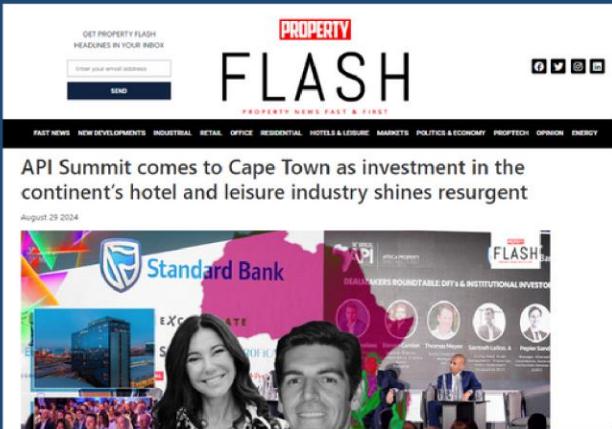 GET PROPERTY FLASH
HEADLINES IN YOUR INBOX
Enter your email address
SEND
PROPERTY
FLASH
PROPERTY NEWS FAST & FIRST
FAST NEWS NEW DEVELOPMENTS INDUSTRIAL RETAIL OFFICE RESIDENTIAL HOTELS & LEISURE MARKETS POLITICS & ECONOMY PROPTECH OPINION ENERGY
API Summit comes to Cape Town as investment in the
continent's hotel and leisure industry shines resurgent
August 29 2024
Standard Bank
API
AFRICA PROPERTY
PROPERTY
FLASH
DEALMAKERS ROUNDTABLE: DFI's & INSTITUTIONAL INVESTO
Thomas Meyer